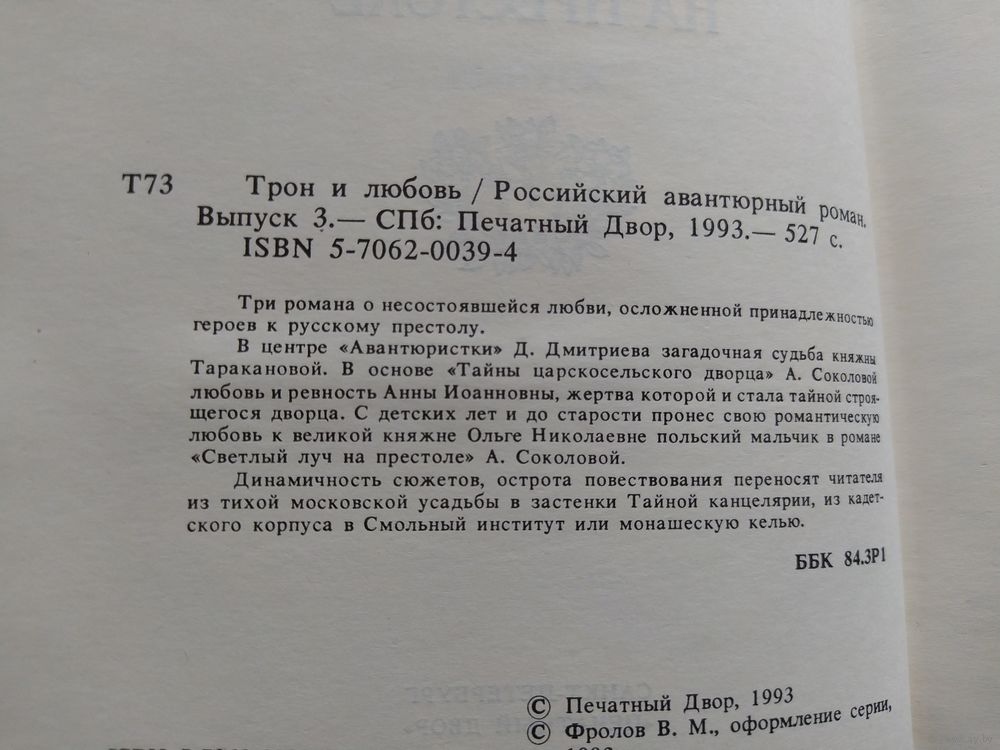 Т73 Трон и любовь / Российский авантюрный роман.
Выпуск 3.— СПб: Печатный Двор, 1993.— 527 с.
ISBN 5-7062-0039-4
Три романа о несостоявшейся любви, осложненной принадлежностью
героев к русскому престолу.
В центре «Авантюристки» Д. Дмитриева загадочная судьба княжны
Таракановой. В основе «Тайны царскосельского дворца» А. Соколовой
любовь и ревность Анны Иоанновны, жертва которой и стала тайной строя-
щегося дворца. С детских лет и до старости пронес свою романтическую
любовь к великой княжне Ольге Николаевне польский мальчик в романе
«Светлый луч на престоле» А. Соколовой.
Динамичность сюжетов, острота повествования переносят читателя
из тихой московской усадьбы в застенки Тайной канцелярии, из кадет-
ского корпуса в Смольный институт или монашескую келью.
ББК 84.3Р1
© Печатный Двор, 1993
© Фролов В. М., оформление серии,